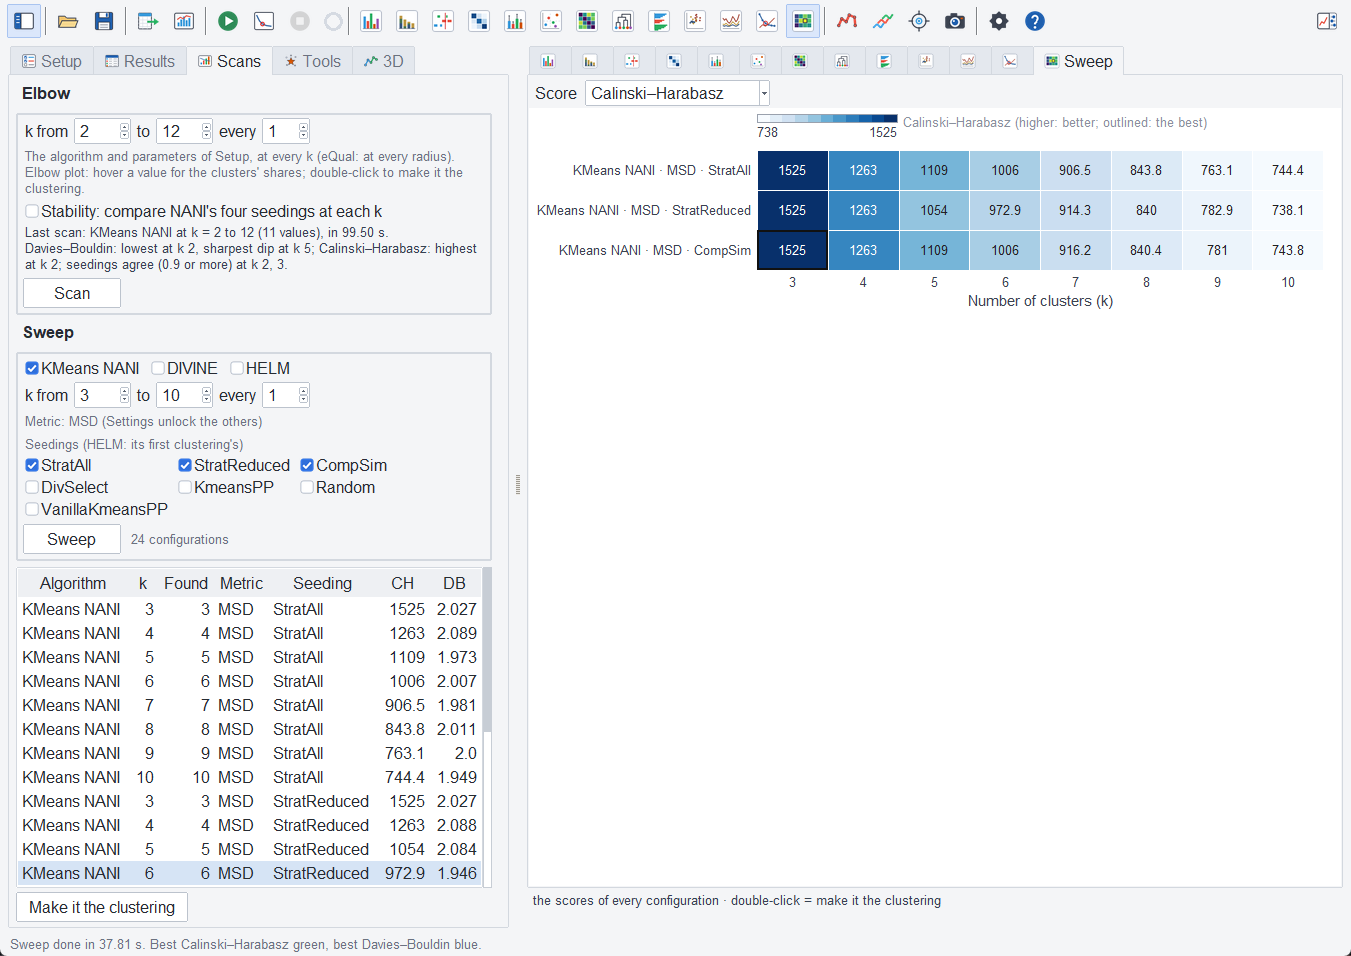 Setup
Results
Scans
Tools
3D
Sweep
Elbow
k from 2 to 12 every 1
The algorithm and parameters of Setup, at every k (eQual: at every radius).
Elbow plot: hover a value for the clusters' shares; double-click to make it the
clustering.
Stability: compare NANI's four seedings at each k
Last scan: KMeans NANI at k = 2 to 12 (11 values), in 99.50 s.
Davies–Bouldin: lowest at k 2, sharpest dip at k 5; Calinski–Harabasz: highest
at k 2; seedings agree (0.9 or more) at k 2, 3.
Scan
Sweep
KMeans NANI DIVINE HELM
k from 3 to 10 every 1
Metric: MSD (Settings unlock the others)
Seedings (HELM: its first clustering's)
StratAll StratReduced CompSim
DivSelect KmeansPP Random
VanillaKmeansPP
Sweep 24 configurations
Algorithm k Found Metric Seeding CH DB
KMeans NANI 3 3 MSD StratAll 1525 2.027
KMeans NANI 4 4 MSD StratAll 1263 2.089
KMeans NANI 5 5 MSD StratAll 1109 1.973
KMeans NANI 6 6 MSD StratAll 1006 2.007
KMeans NANI 7 7 MSD StratAll 906.5 1.981
KMeans NANI 8 8 MSD StratAll 843.8 2.011
KMeans NANI 9 9 MSD StratAll 763.1 2.0
KMeans NANI 10 10 MSD StratAll 744.4 1.949
KMeans NANI 3 3 MSD StratReduced 1525 2.027
KMeans NANI 4 4 MSD StratReduced 1263 2.088
KMeans NANI 5 5 MSD StratReduced 1054 2.084
KMeans NANI 6 6 MSD StratReduced 972.9 1.946
Make it the clustering
Sweep done in 37.81 s. Best Calinski–Harabasz green, best Davies–Bouldin blue.
Score Calinski–Harabasz
738 1525
Calinski–Harabasz (higher: better; outlined: the best)
KMeans NANI · MSD · StratAll 1525 1263 1109 1006 906.5 843.8 763.1 744.4
KMeans NANI · MSD · StratReduced 1525 1263 1054 972.9 914.3 840 782.9 738.1
KMeans NANI · MSD · CompSim 1525 1263 1109 1006 916.2 840.4 781 743.8
3 4 5 6 7 8 9 10
Number of clusters (k)
the scores of every configuration · double-click = make it the clustering